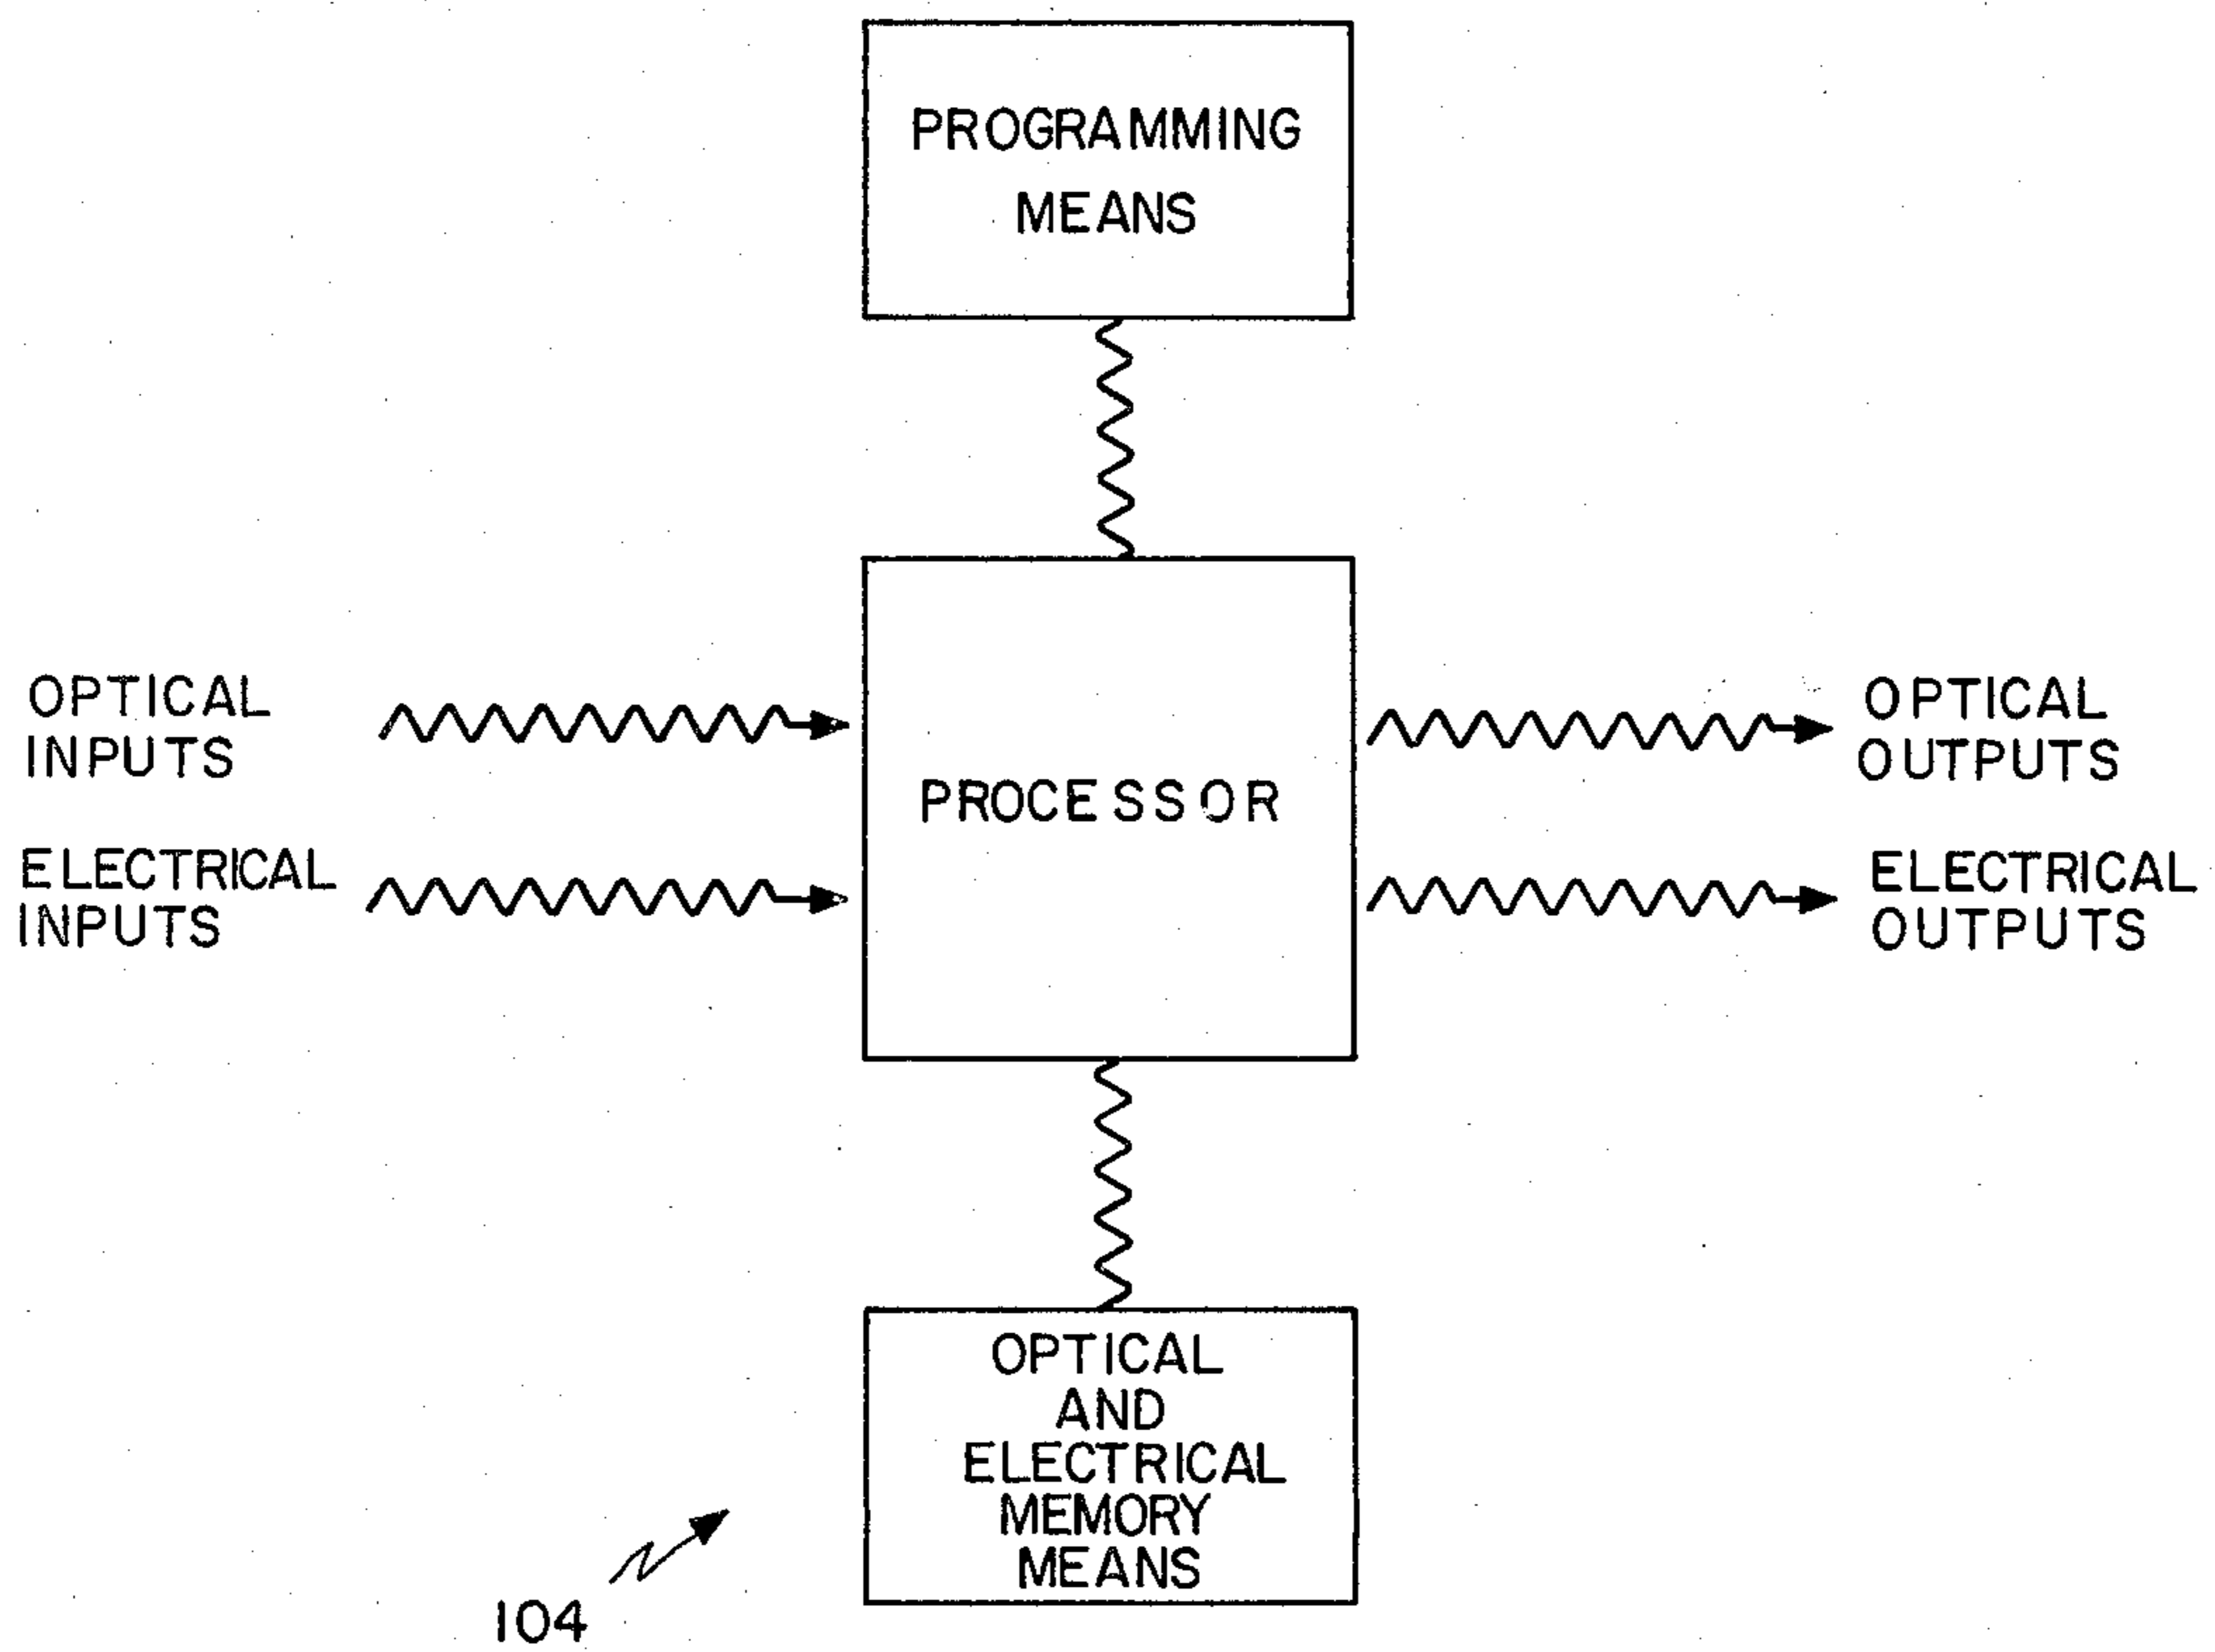 PROGRAMMING
MEANS
OPTICAL
INPUTS
ELECTRICAL
INPUTS
PROCESSOR
OPTICAL
OUTPUTS
ELECTRICAL
OUTPUTS
OPTICAL
AND
ELECTRICAL
MEMORY
MEANS
104